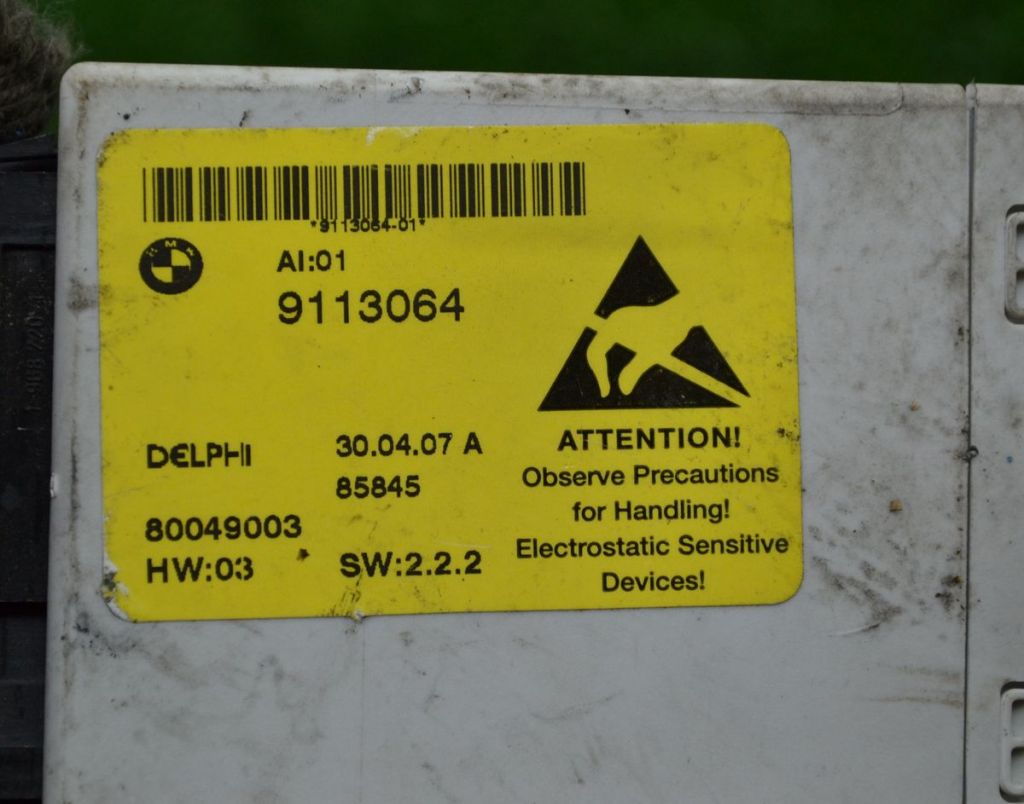 *9113064-01*
BMW
AI:01
9113064
DELPHI
30.04.07 A
85845
80049003
HW:03
SW:2.2.2
ATTENTION!
Observe Precautions
for Handling!
Electrostatic Sensitive
Devices!